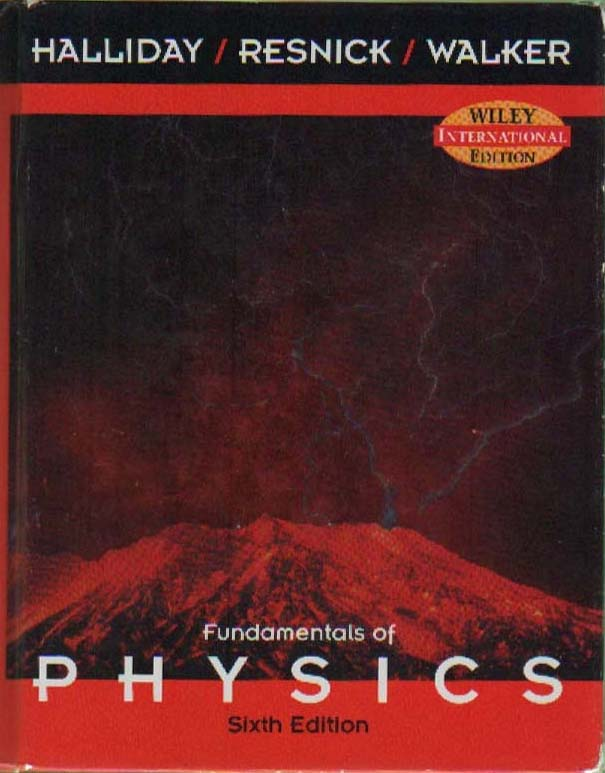 HALLIDAY / RESNICK / WALKER
WILEY
INTERNATIONAL
EDITION
Fundamentals of
PHYSICS
Sixth Edition